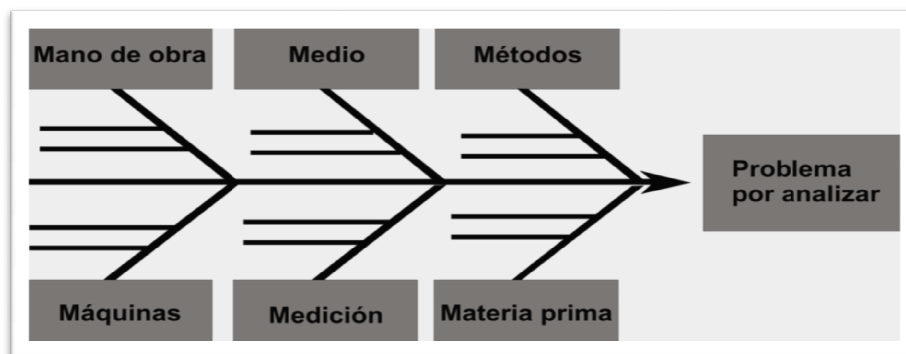 Mano de obra
Medio
Métodos
Problema
por analizar
Máquinas
Medición
Materia prima